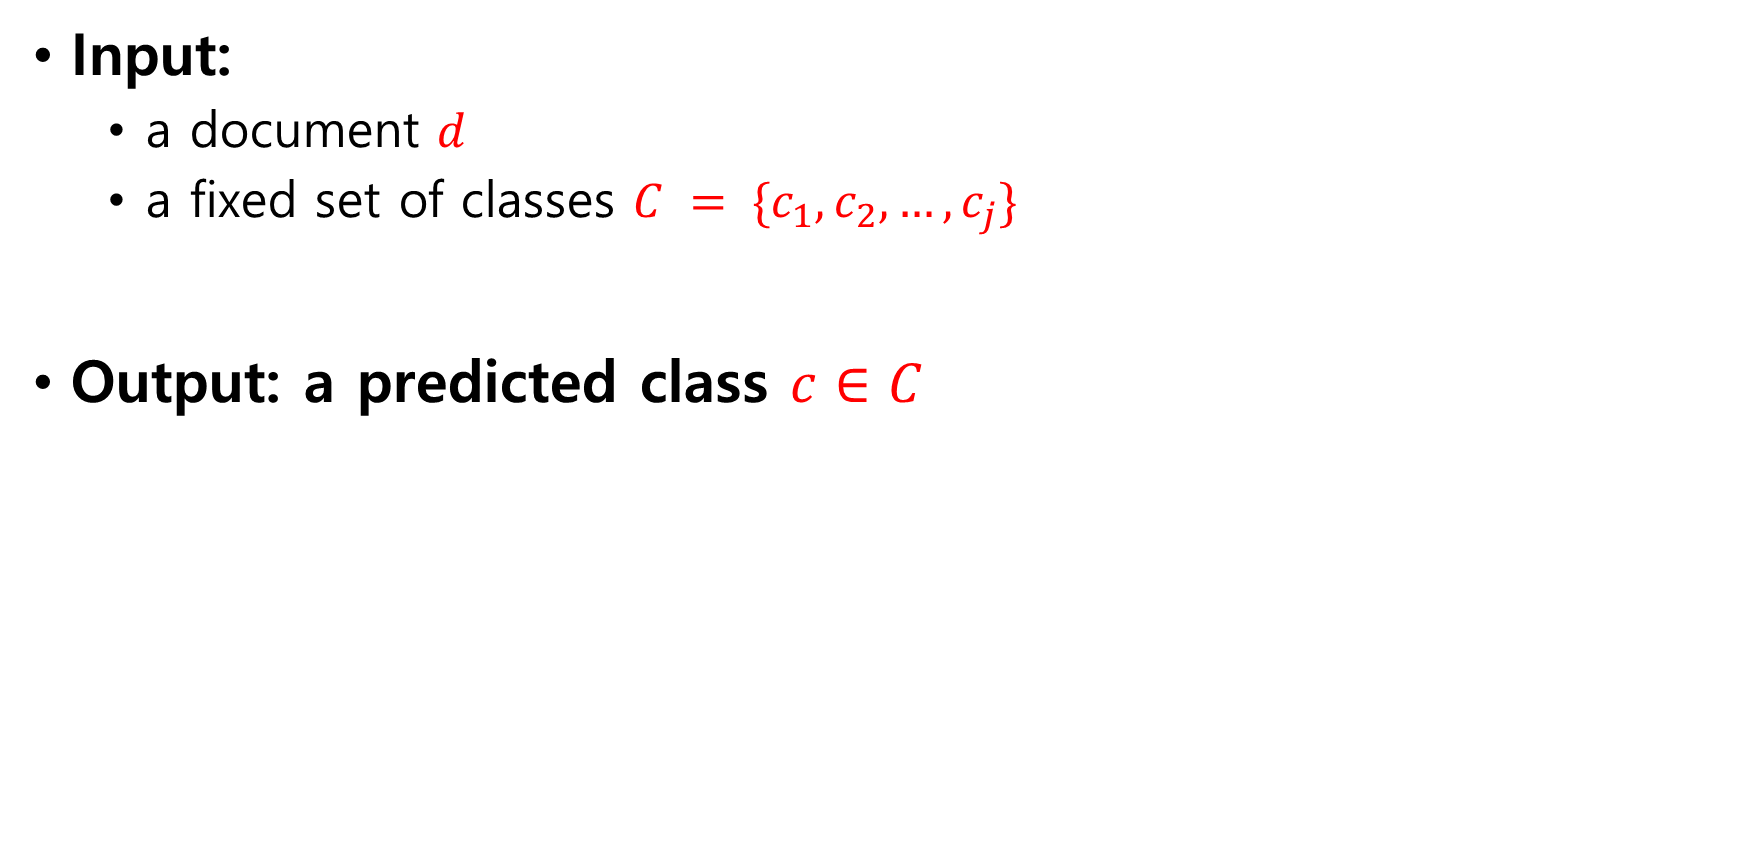 • Input:
• a document d
• a fixed set of classes C = {c₁, c₂, … , cⱼ}
• Output: a predicted class c ∈ C